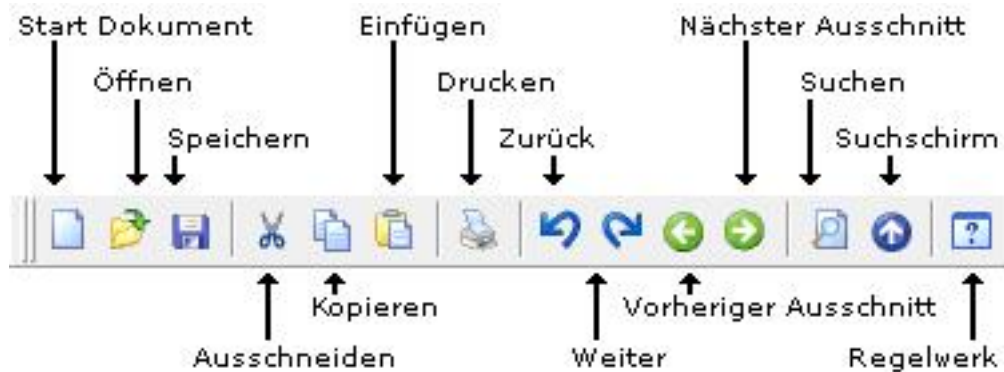 Start Dokument
Einfügen
Nächster Ausschnitt
Öffnen
Drucken
Suchen
Speichern
Zurück
Suchschirm
?
Kopieren
Vorheriger Ausschnitt
Ausschneiden
Weiter
Regelwerk